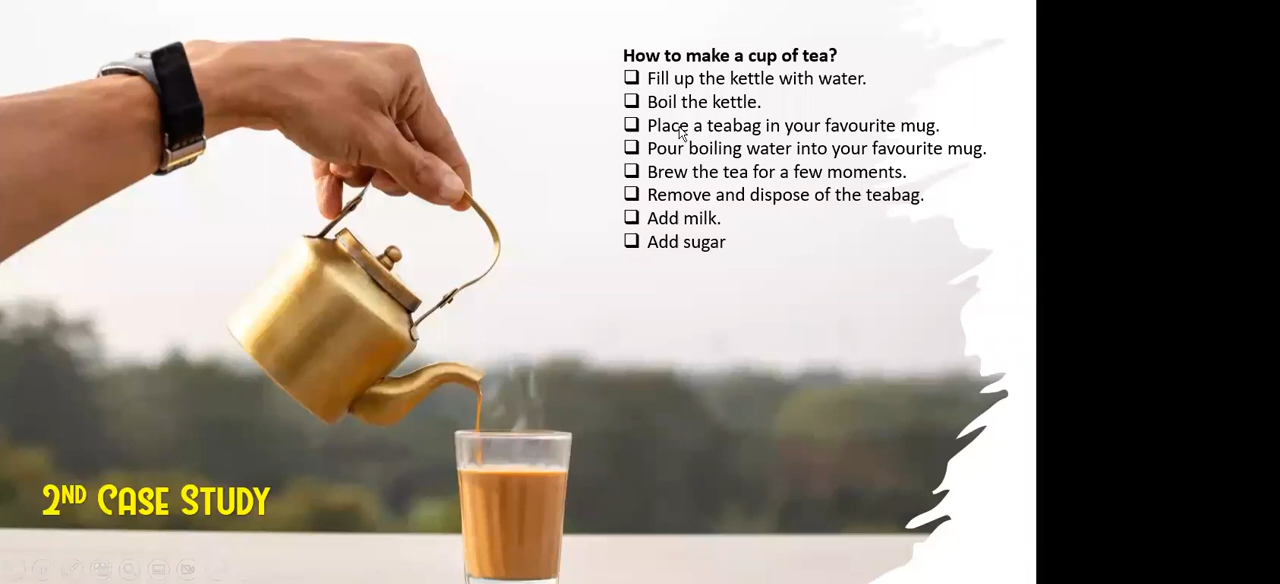 How to make a cup of tea?
❑ Fill up the kettle with water.
❑ Boil the kettle.
❑ Place a teabag in your favourite mug.
❑ Pour boiling water into your favourite mug.
❑ Brew the tea for a few moments.
❑ Remove and dispose of the teabag.
❑ Add milk.
❑ Add sugar
2ND CASE STUDY